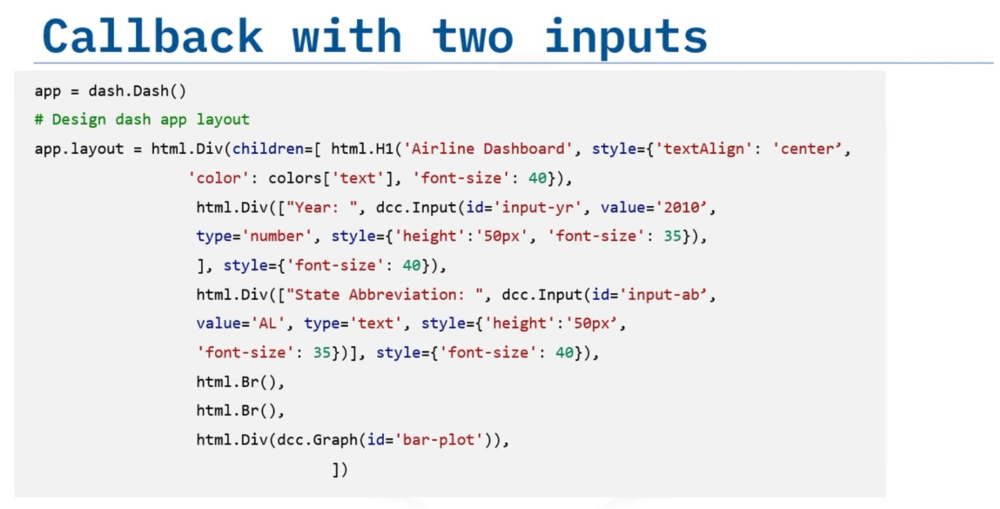 Callback with two inputs
app = dash.Dash()
# Design dash app layout
app.layout = html.Div(children=[ html.H1('Airline Dashboard', style={'textAlign': 'center’,
'color': colors['text'], 'font-size': 40}),
html.Div(["Year: ", dcc.Input(id='input-yr', value='2010’,
type='number', style={'height':'50px', 'font-size': 35}),
], style={'font-size': 40}),
html.Div(["State Abbreviation: ", dcc.Input(id='input-ab’,
value='AL', type='text', style={'height':'50px’,
'font-size': 35})], style={'font-size': 40}),
html.Br(),
html.Br(),
html.Div(dcc.Graph(id='bar-plot')),
])